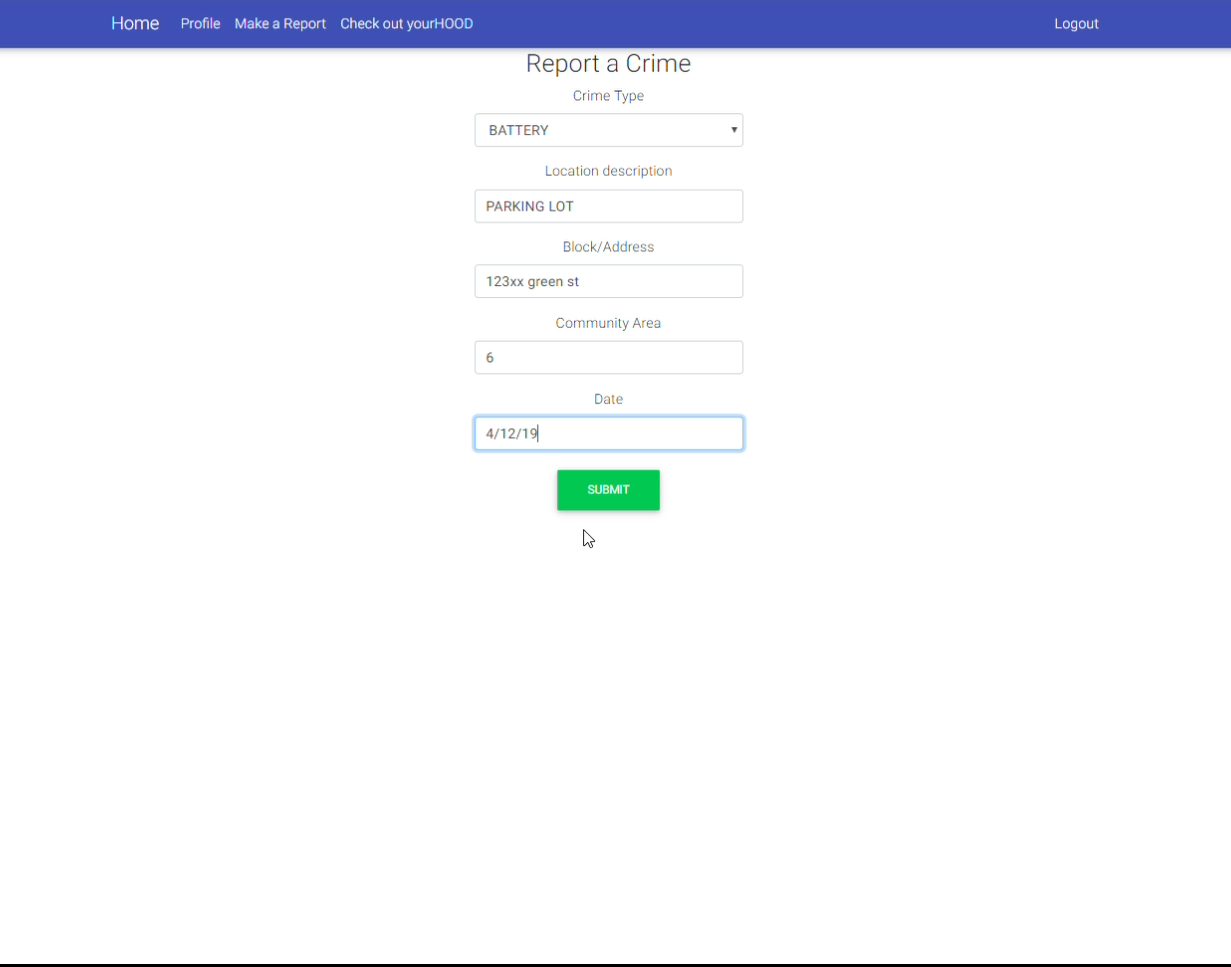 Home Profile Make a Report Check out yourHOOD Logout
Report a Crime
Crime Type
BATTERY
Location description
PARKING LOT
Block/Address
123xx green st
Community Area
6
Date
4/12/19
SUBMIT